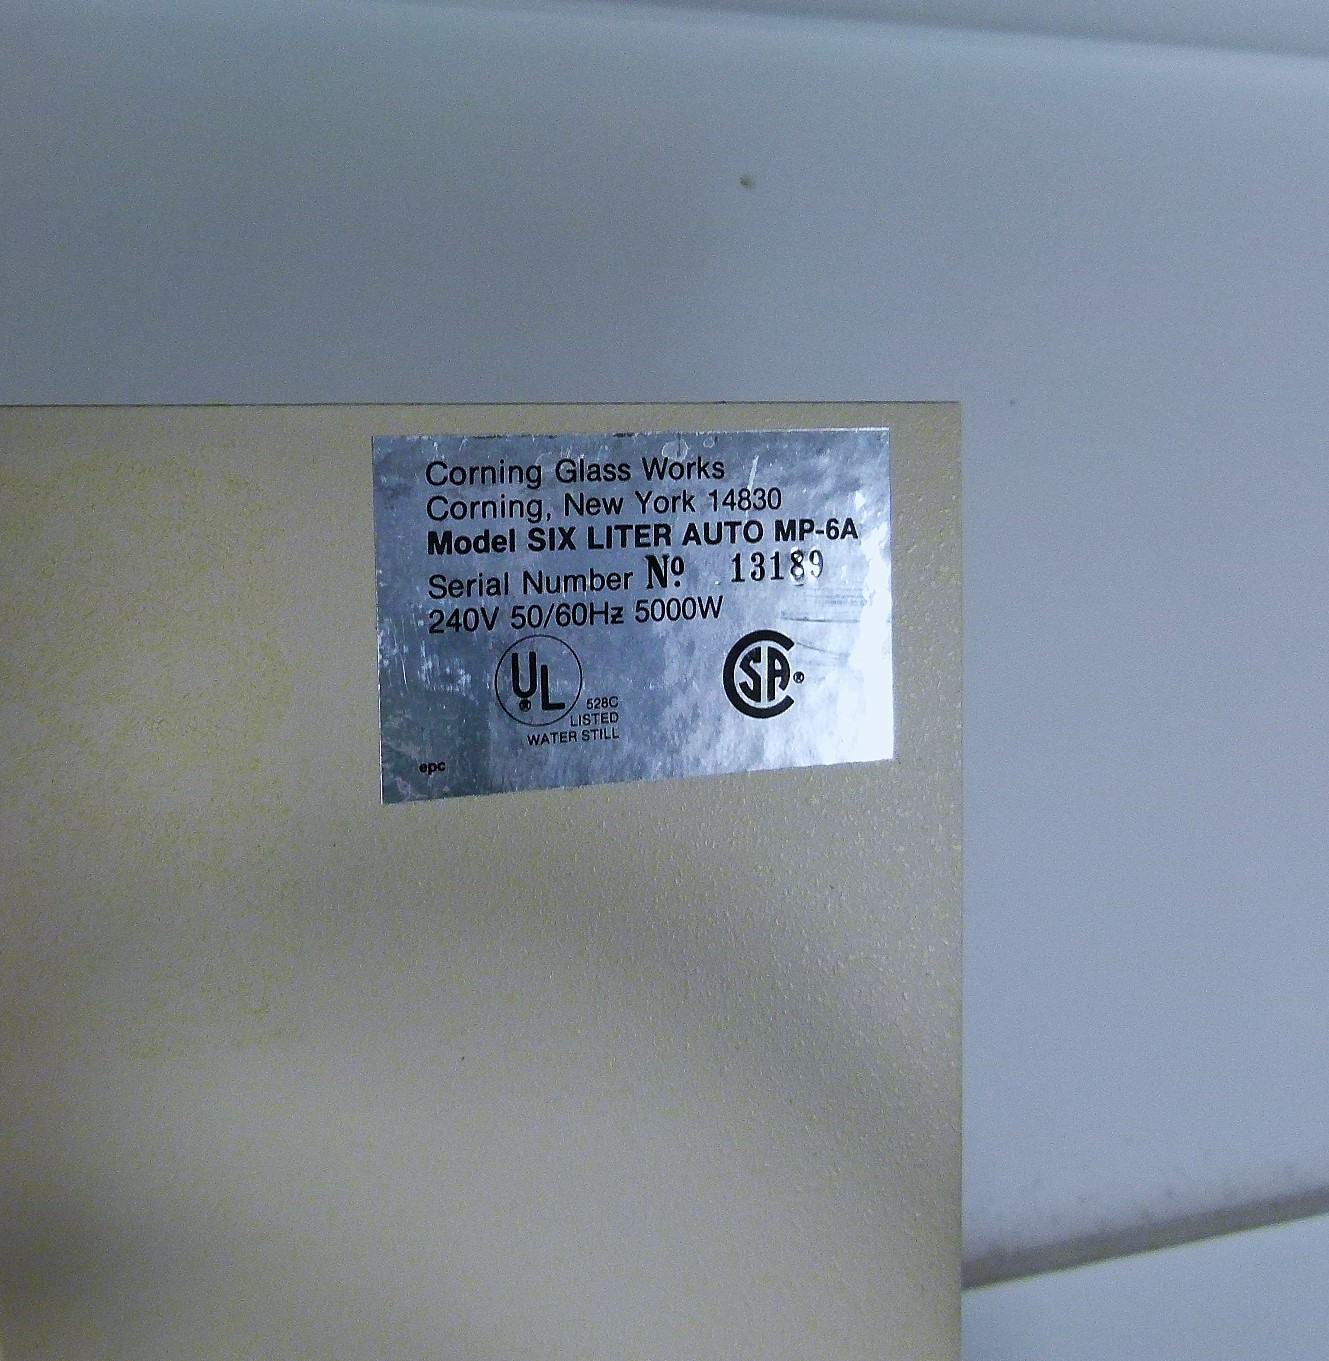 Corning Glass Works
Corning, New York 14830
Model SIX LITER AUTO MP-6A
Serial Number Nº 13189
240V 50/60Hz 5000W
UL® 528C
LISTED
WATER STILL
CSA®
epc